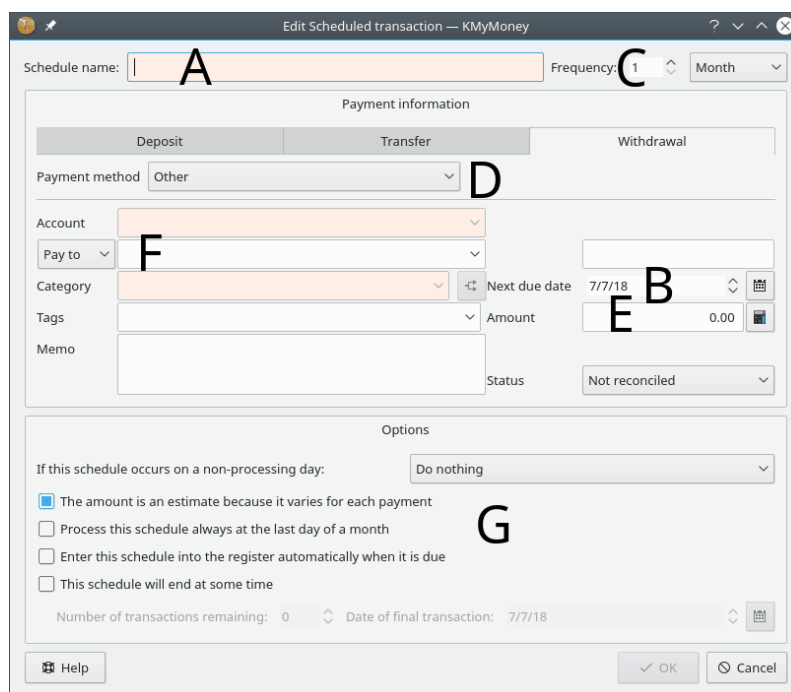 Edit Scheduled transaction — KMyMoney
Schedule name: A Frequency: C 1 Month
Payment information
Deposit Transfer Withdrawal
Payment method Other D
Account
Pay to F
Category Next due date 7/7/18 B
Tags Amount E 0.00
Memo
Status Not reconciled
Options
If this schedule occurs on a non-processing day: Do nothing
The amount is an estimate because it varies for each payment
Process this schedule always at the last day of a month G
Enter this schedule into the register automatically when it is due
This schedule will end at some time
Number of transactions remaining: 0 Date of final transaction: 7/7/18
Help OK Cancel